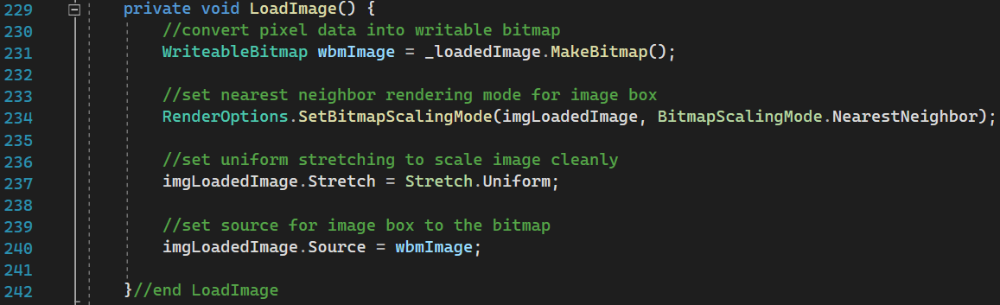 229 private void LoadImage() {
230 //convert pixel data into writable bitmap
231 WriteableBitmap wbmImage = _loadedImage.MakeBitmap();
232
233 //set nearest neighbor rendering mode for image box
234 RenderOptions.SetBitmapScalingMode(imgLoadedImage, BitmapScalingMode.NearestNeighbor);
235
236 //set uniform stretching to scale image cleanly
237 imgLoadedImage.Stretch = Stretch.Uniform;
238
239 //set source for image box to the bitmap
240 imgLoadedImage.Source = wbmImage;
241
242 }//end LoadImage